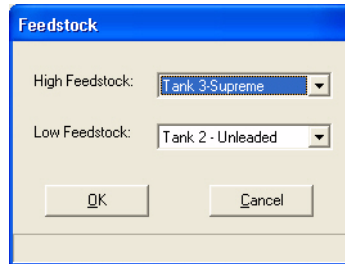 Feedstock
High Feedstock: Tank 3-Supreme
Low Feedstock: Tank 2 - Unleaded
OK Cancel